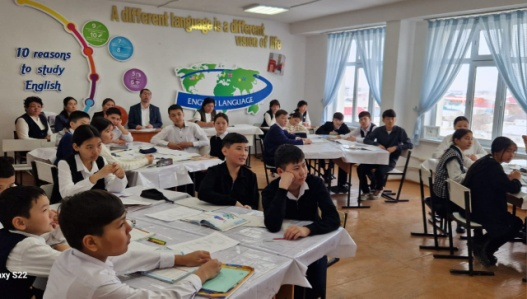 A different language is a different
vision of life
10 reasons
to study
English
ENGLISH LANGUAGE
xy S22